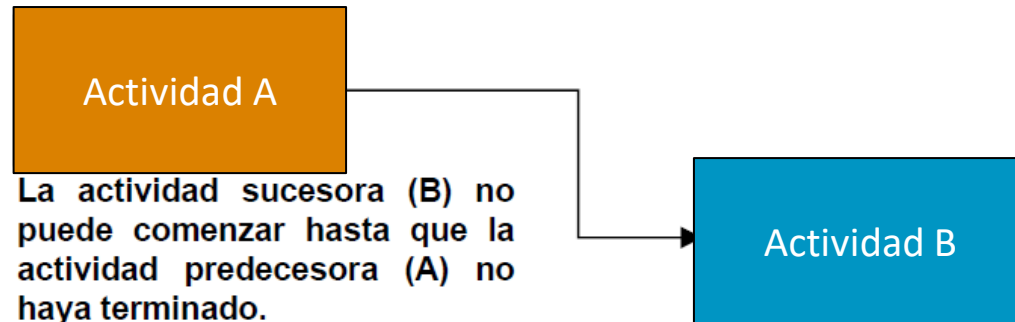 Actividad A
La actividad sucesora (B) no
puede comenzar hasta que la
actividad predecesora (A) no
haya terminado.
Actividad B